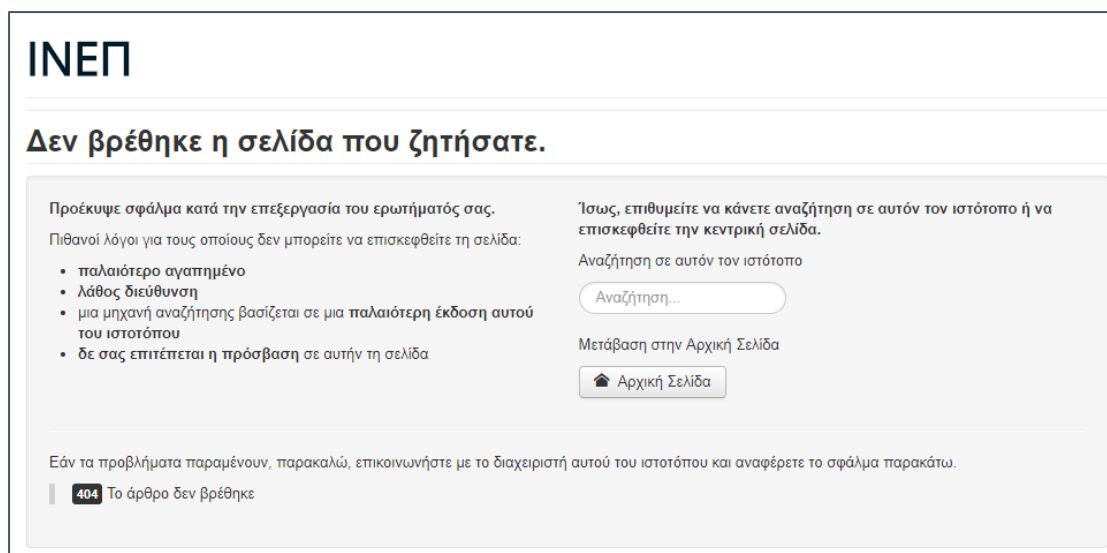 ΙΝΕΠ
Δεν βρέθηκε η σελίδα που ζητήσατε.
Προέκυψε σφάλμα κατά την επεξεργασία του ερωτήματός σας.
Πιθανοί λόγοι για τους οποίους δεν μπορείτε να επισκεφθείτε τη σελίδα:
παλαιότερο αγαπημένο
λάθος διεύθυνση
μια μηχανή αναζήτησης βασίζεται σε μια παλαιότερη έκδοση αυτού
του ιστοτόπου
δε σας επιτέπεται η πρόσβαση σε αυτήν τη σελίδα
Ίσως, επιθυμείτε να κάνετε αναζήτηση σε αυτόν τον ιστότοπο ή να
επισκεφθείτε την κεντρική σελίδα.
Αναζήτηση σε αυτόν τον ιστότοπο
Αναζήτηση...
Μετάβαση στην Αρχική Σελίδα
Αρχική Σελίδα
Εάν τα προβλήματα παραμένουν, παρακαλώ, επικοινωνήστε με το διαχειριστή αυτού του ιστοτόπου και αναφέρετε το σφάλμα παρακάτω.
404 Το άρθρο δεν βρέθηκε